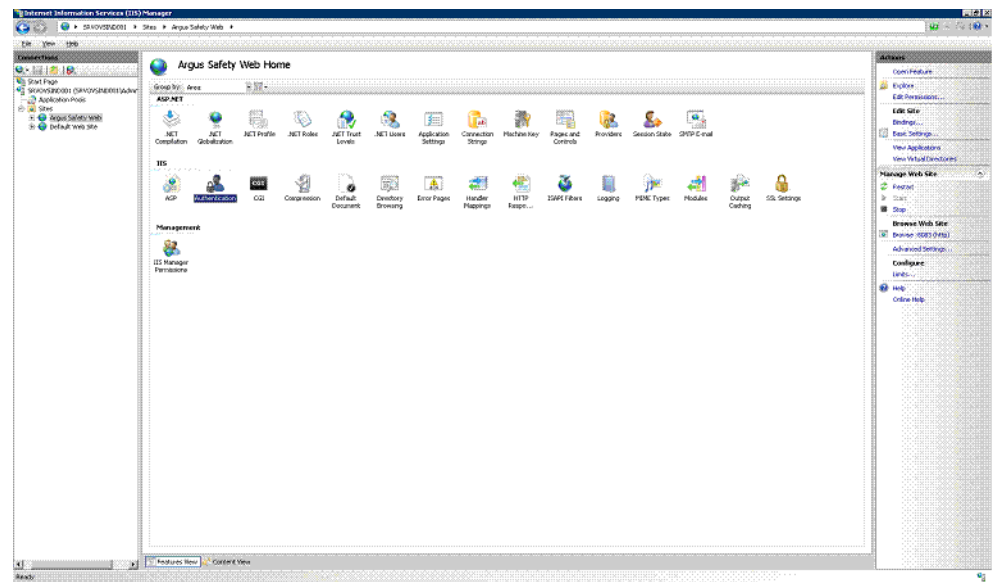 Internet Information Services (IIS) Manager
Sites Argus Safety Web
File View Help
Connections
Start Page
Application Pools
Sites
Argus Safety Web
Default Web Site
Argus Safety Web Home
Group by: Area
ASP.NET
.NET Compilation
.NET Globalization
.NET Profile
.NET Roles
.NET Trust Levels
.NET Users
Application Settings
Connection Strings
Machine Key
Pages and Controls
Providers
Session State
SMTP E-mail
IIS
ASP
Authentication
CGI
Compression
Default Document
Directory Browsing
Error Pages
Handler Mappings
HTTP Respo...
ISAPI Filters
Logging
MIME Types
Modules
Output Caching
SSL Settings
Management
IIS Manager Permissions
Features View
Content View
Actions
Open Feature
Explore
Edit Permissions...
Edit Site
Bindings...
Basic Settings...
View Applications
View Virtual Directories
Manage Web Site
Restart
Start
Stop
Browse Web Site
Browse (http)
Advanced Settings...
Configure
Limits...
Help
Online Help
Ready